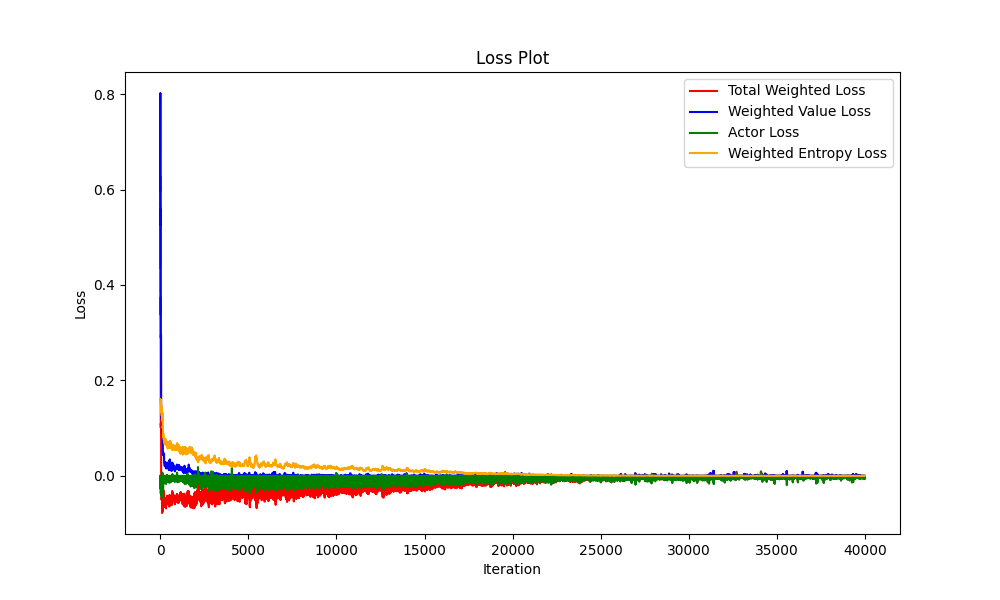 Loss Plot
Total Weighted Loss
Weighted Value Loss
Actor Loss
Weighted Entropy Loss
Loss
0.8
0.6
0.4
0.2
0.0
0 5000 10000 15000 20000 25000 30000 35000 40000
Iteration